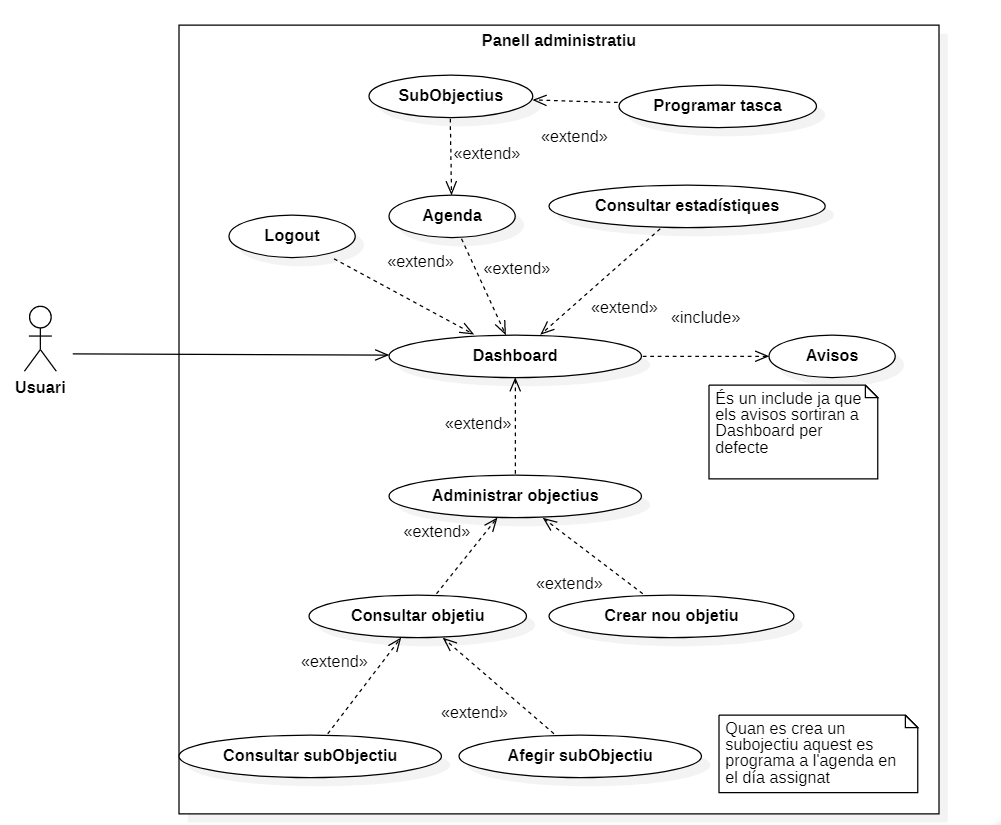 Panell administratiu
SubObjectius
Programar tasca
«extend»
«extend»
Consultar estadístiques
Agenda
Logout
«extend»
«extend»
«extend»
«include»
Dashboard
Avisos
Usuari
És un include ja que
els avisos sortiran a
Dashboard per
defecte
«extend»
Administrar objectius
«extend»
«extend»
Consultar objetiu
Crear nou objetiu
«extend»
«extend»
Quan es crea un
subojectiu aquest es
programa a l'agenda en
el día assignat
Consultar subObjectiu
Afegir subObjectiu